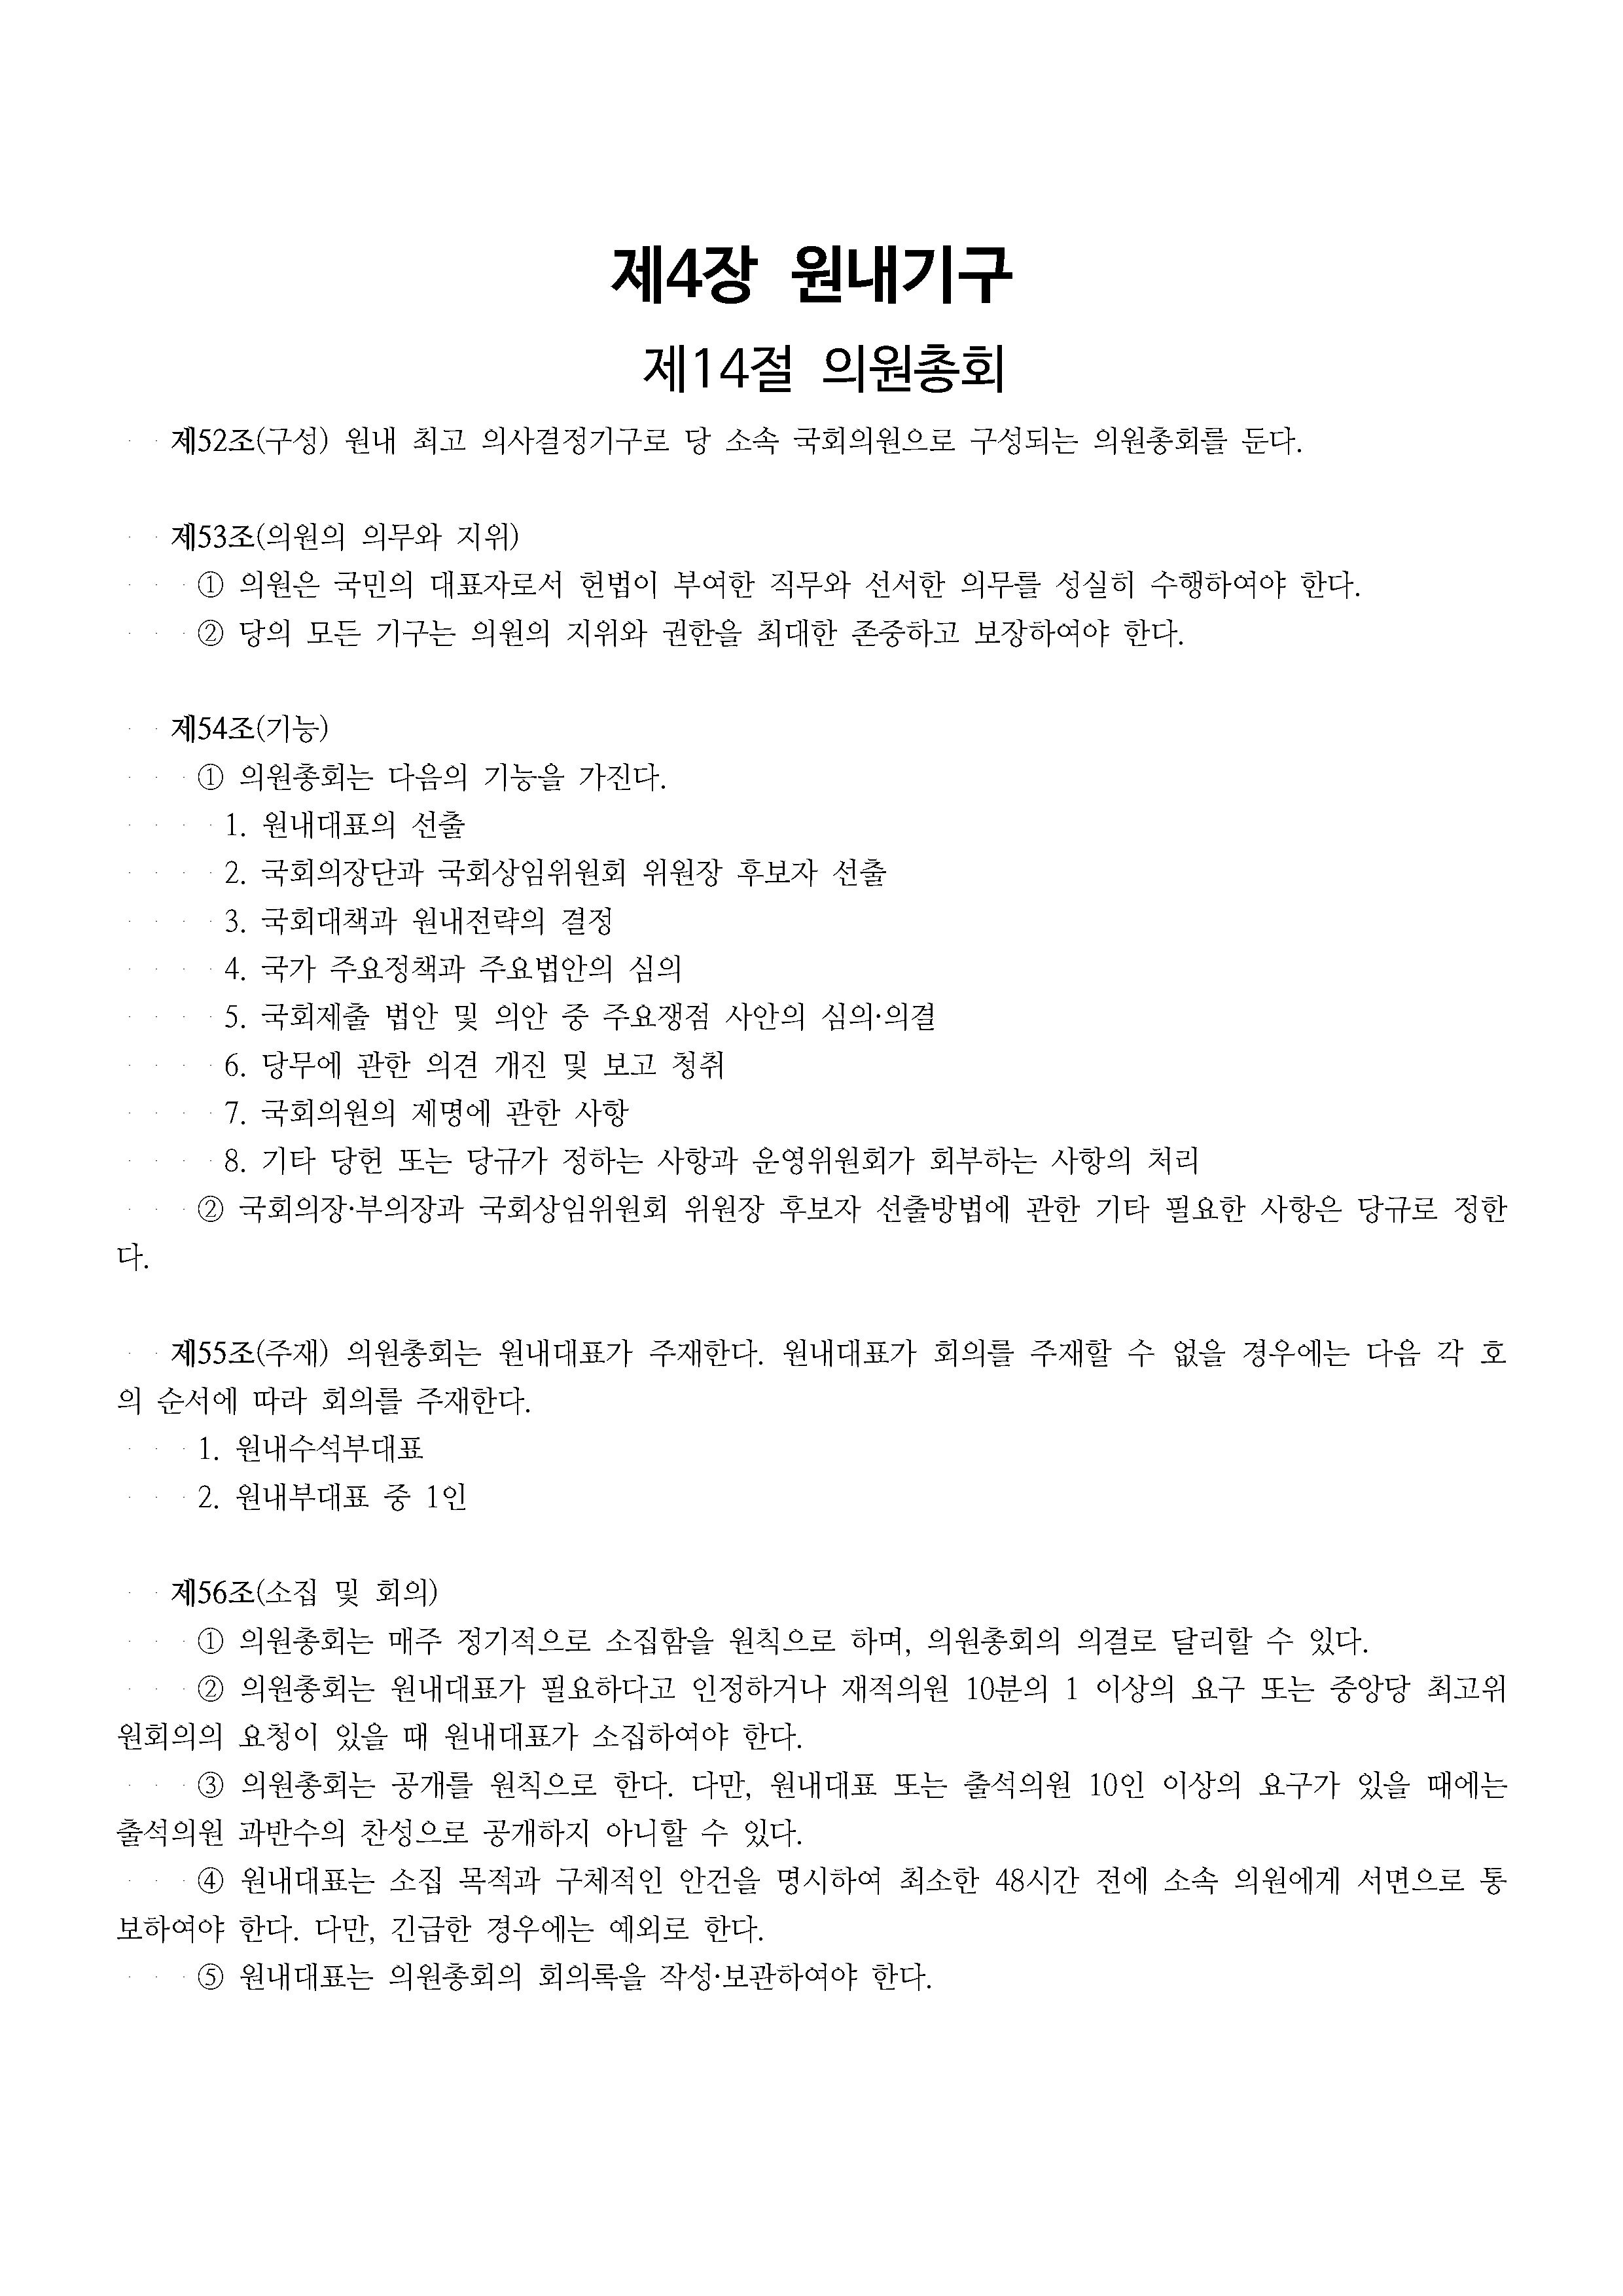 제4장 원내기구
제14절 의원총회
제52조(구성) 원내 최고 의사결정기구로 당 소속 국회의원으로 구성되는 의원총회를 둔다.
제53조(의원의 의무와 지위)
① 의원은 국민의 대표자로서 헌법이 부여한 직무와 선서한 의무를 성실히 수행하여야 한다.
② 당의 모든 기구는 의원의 지위와 권한을 최대한 존중하고 보장하여야 한다.
제54조(기능)
① 의원총회는 다음의 기능을 가진다.
1. 원내대표의 선출
2. 국회의장단과 국회상임위원회 위원장 후보자 선출
3. 국회대책과 원내전략의 결정
4. 국가 주요정책과 주요법안의 심의
5. 국회제출 법안 및 의안 중 주요쟁점 사안의 심의·의결
6. 당무에 관한 의견 개진 및 보고 청취
7. 국회의원의 제명에 관한 사항
8. 기타 당헌 또는 당규가 정하는 사항과 운영위원회가 회부하는 사항의 처리
② 국회의장·부의장과 국회상임위원회 위원장 후보자 선출방법에 관한 기타 필요한 사항은 당규로 정한
다.
제55조(주재) 의원총회는 원내대표가 주재한다. 원내대표가 회의를 주재할 수 없을 경우에는 다음 각 호
의 순서에 따라 회의를 주재한다.
1. 원내수석부대표
2. 원내부대표 중 1인
제56조(소집 및 회의)
① 의원총회는 매주 정기적으로 소집함을 원칙으로 하며, 의원총회의 의결로 달리할 수 있다.
② 의원총회는 원내대표가 필요하다고 인정하거나 재적의원 10분의 1 이상의 요구 또는 중앙당 최고위
원회의의 요청이 있을 때 원내대표가 소집하여야 한다.
③ 의원총회는 공개를 원칙으로 한다. 다만, 원내대표 또는 출석의원 10인 이상의 요구가 있을 때에는
출석의원 과반수의 찬성으로 공개하지 아니할 수 있다.
④ 원내대표는 소집 목적과 구체적인 안건을 명시하여 최소한 48시간 전에 소속 의원에게 서면으로 통
보하여야 한다. 다만, 긴급한 경우에는 예외로 한다.
⑤ 원내대표는 의원총회의 회의록을 작성·보관하여야 한다.